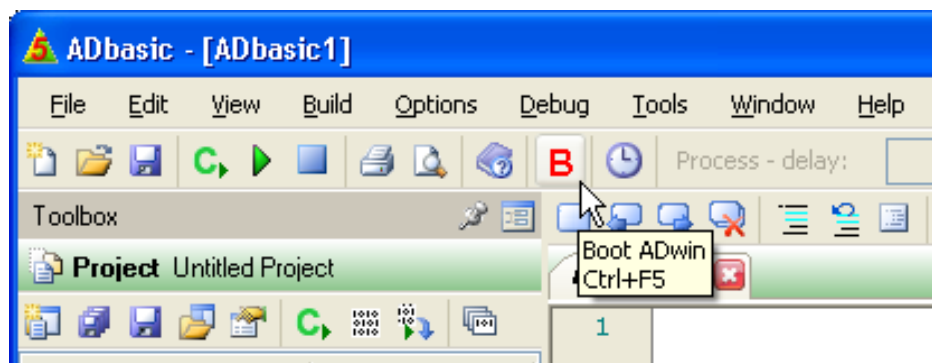 5 ADbasic - [ADbasic1]
File Edit View Build Options Debug Tools Window Help
C B Process - delay:
Toolbox
Project Untitled Project
Boot ADwin
Ctrl+F5
C
1